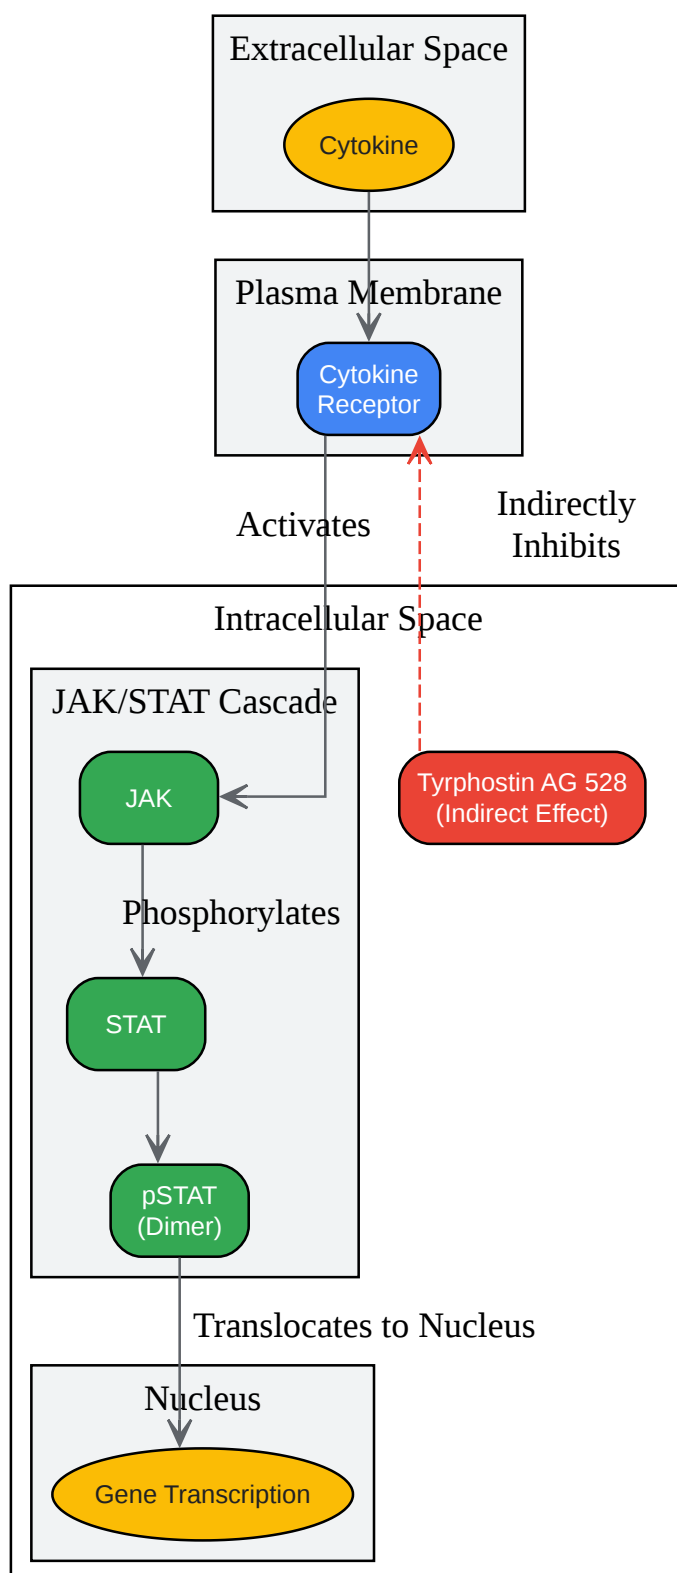 Extracellular Space
Cytokine
Plasma Membrane
Cytokine
Receptor
Activates
Indirectly
Inhibits
Intracellular Space
JAK/STAT Cascade
JAK
Tyrphostin AG 528
(Indirect Effect)
Phosphorylates
STAT
pSTAT
(Dimer)
Translocates to Nucleus
Nucleus
Gene Transcription